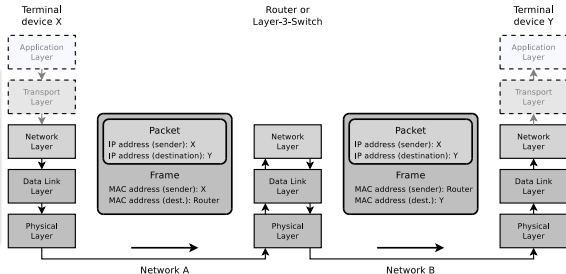 Terminal
device X
Router or
Layer-3-Switch
Terminal
device Y
Application
Layer
Transport
Layer
Network
Layer
Data Link
Layer
Physical
Layer
Packet
IP address (sender): X
IP address (destination): Y
Frame
MAC address (sender): X
MAC address (dest.): Router
Network A
Network
Layer
Data Link
Layer
Physical
Layer
Packet
IP address (sender): X
IP address (destination): Y
Frame
MAC address (sender): Router
MAC address (dest.): Y
Network B
Application
Layer
Transport
Layer
Network
Layer
Data Link
Layer
Physical
Layer